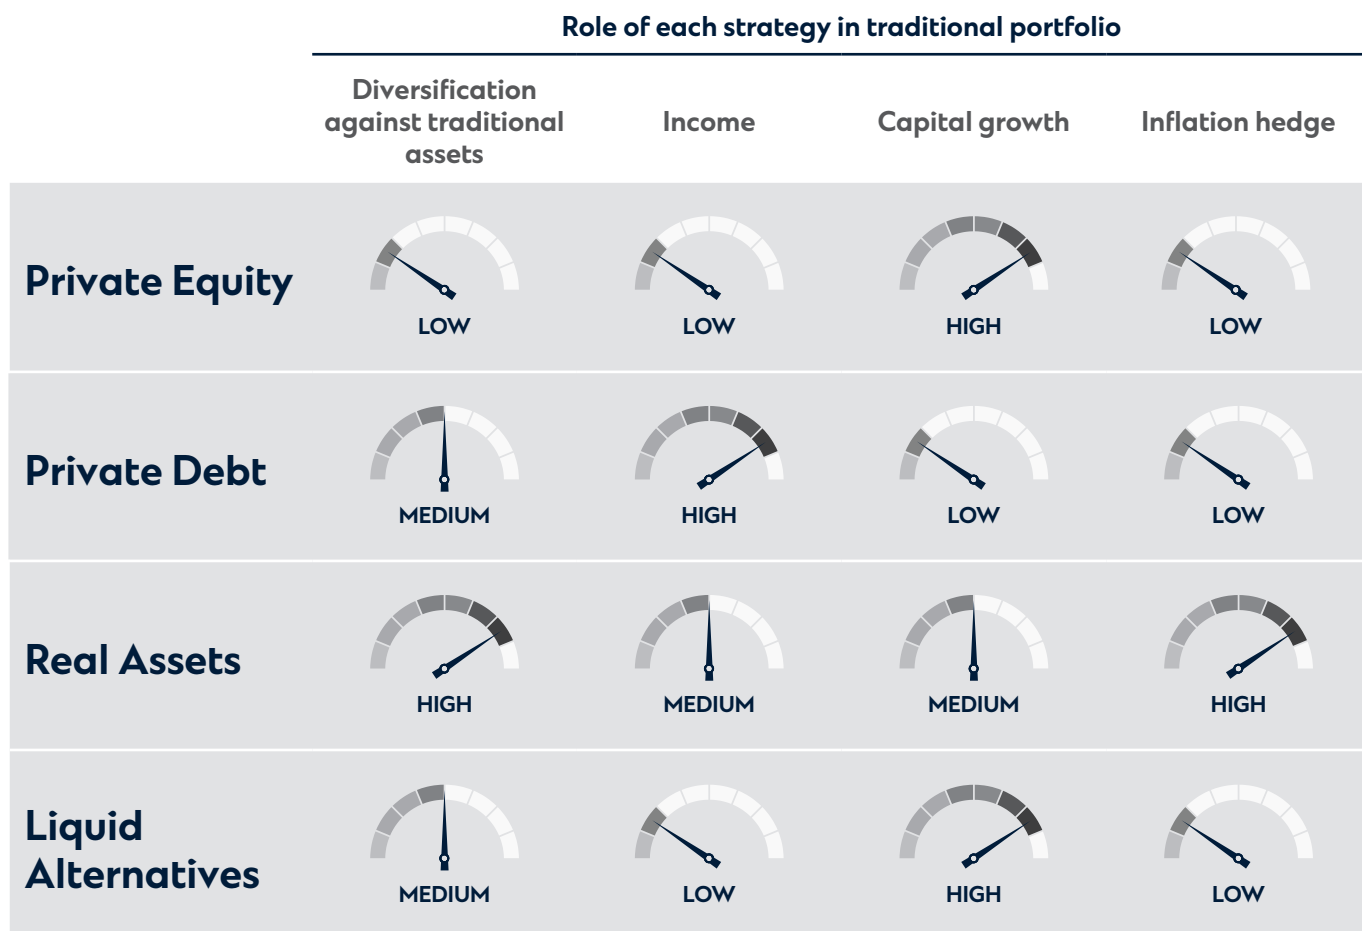 Role of each strategy in traditional portfolio
Diversification
against traditional
assets
Income
Capital growth
Inflation hedge
Private Equity
LOW
LOW
HIGH
LOW
Private Debt
MEDIUM
HIGH
LOW
LOW
Real Assets
HIGH
MEDIUM
MEDIUM
HIGH
Liquid
Alternatives
MEDIUM
LOW
HIGH
LOW